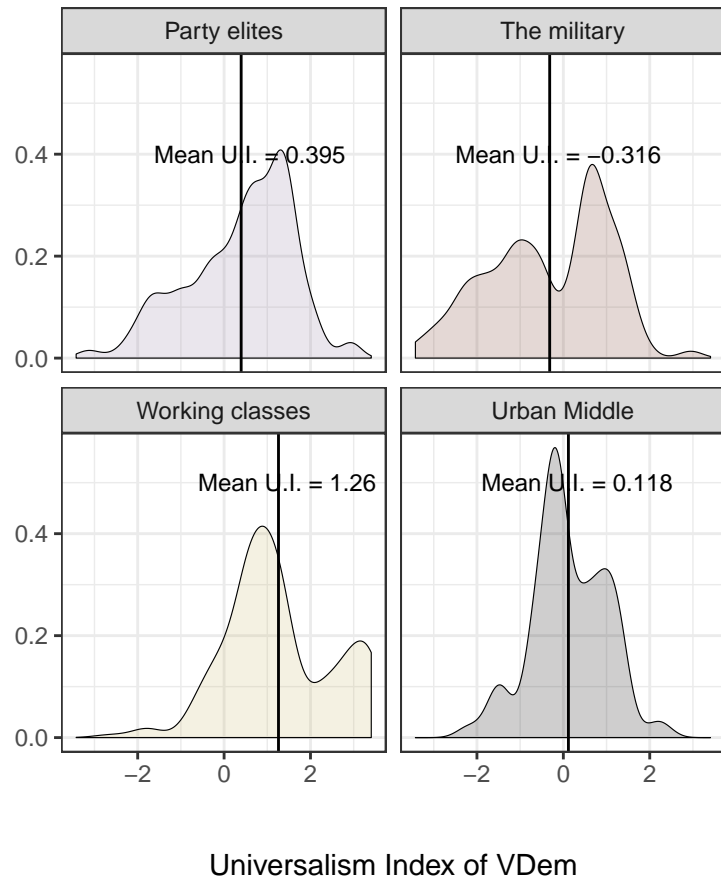 Party elites
The military
0.4
Mean U.I. = 0.395
Mean U.I. = −0.316
0.2
0.0
Working classes
Urban Middle
Mean U.I. = 1.26
Mean U.I. = 0.118
0.4
0.2
0.0
−2 0 2
−2 0 2
Universalism Index of VDem